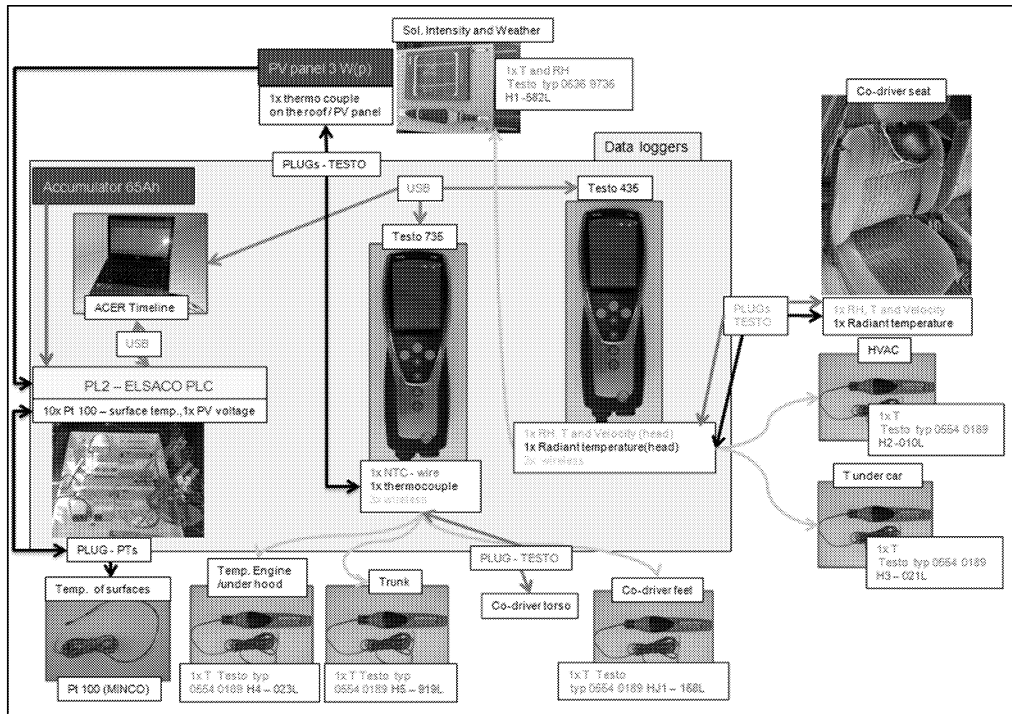 Sol. Intensity and Weather
PV panel 3 W(p)
1x thermo couple
on the roof / PV panel
1x T and RH
Testo typ 0636 9736
H1 -582L
Co-driver seat
PLUGs - TESTO
Data loggers
Accumulator 65Ah
USB
Testo 435
Testo 735
ACER Timeline
USB
PLUGs
TESTO
1x RH, T and Velocity
1x Radiant temperature
HVAC
PL2 – ELSACO PLC
10x Pt 100 – surface temp.,1x PV voltage
1x T
Testo typ 0554 0189
H2 -010L
1x RH, T and Velocity (head)
1x Radiant temperature(head)
2x wireless
1x NTC - wire
1x thermocouple
3x wireless
T under car
1x T
Testo typ 0554 0189
H3 – 021L
PLUG - PTs
PLUG - TESTO
Temp. of surfaces
Temp. Engine
/under hood
Trunk
Co-driver torso
Co-driver feet
Pt 100 (MINCO)
1x T Testo typ
0554 0189 H4 – 023L
1x T Testo typ
0554 0189 H5 – 919L
1x T Testo
typ 0554 0189 HJ1 – 168L